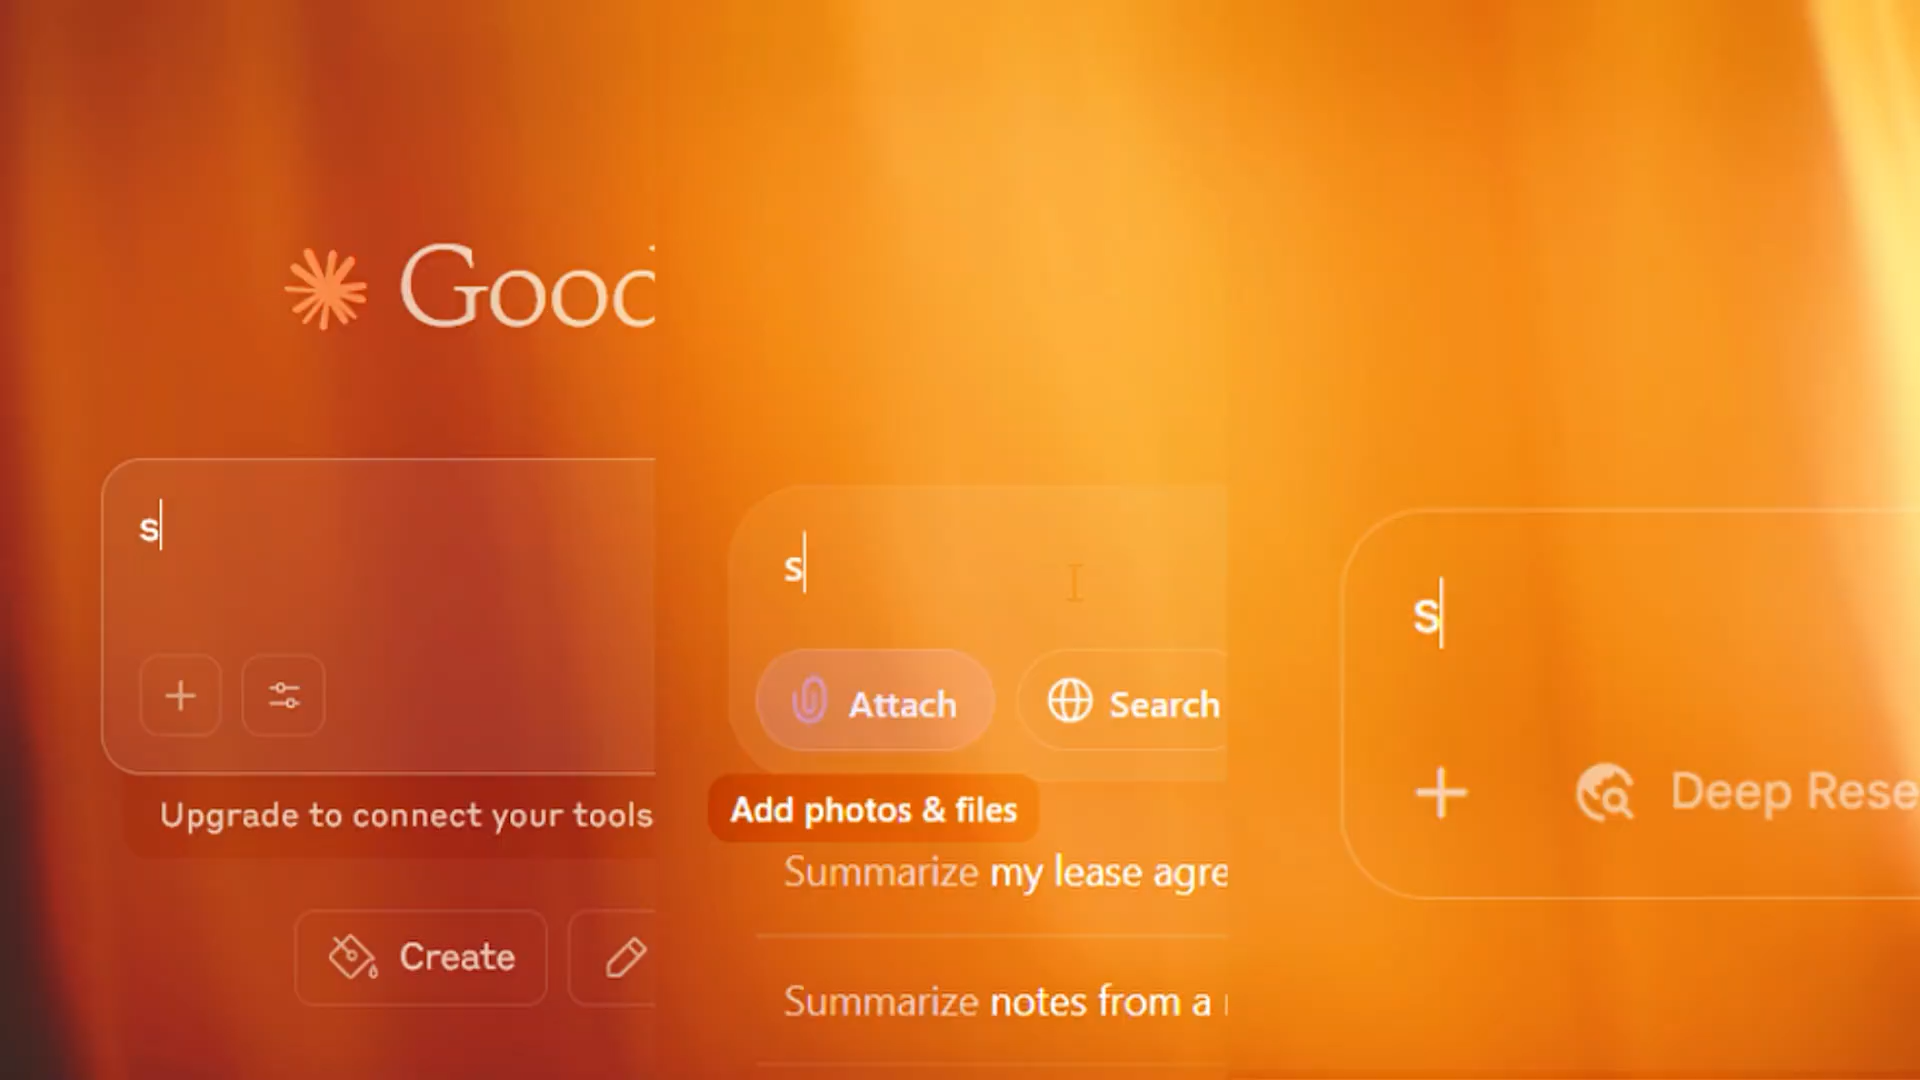 Good
s
Upgrade to connect your tools
Create
s
Attach
Search
Add photos & files
Summarize my lease agre
Summarize notes from a
s
Deep Rese